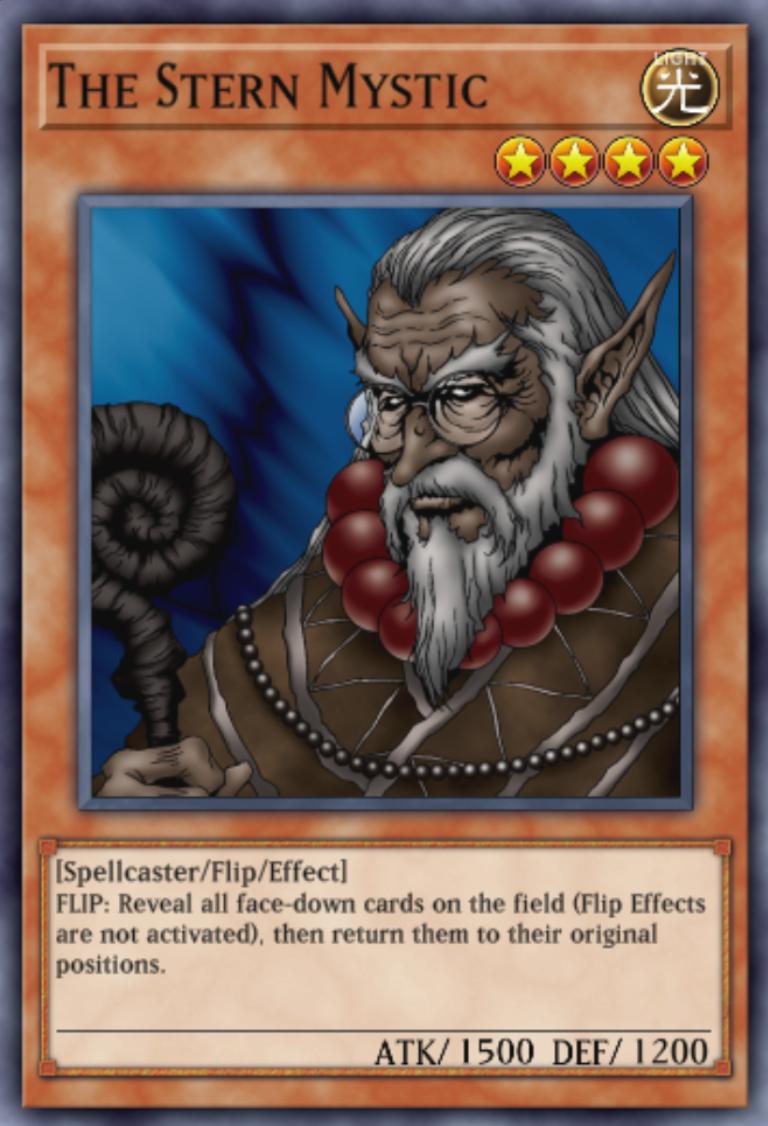 The Stern Mystic
LIGHT
光
[Spellcaster/Flip/Effect]
FLIP: Reveal all face-down cards on the field (Flip Effects
are not activated), then return them to their original
positions.
ATK/ 1500 DEF/ 1200